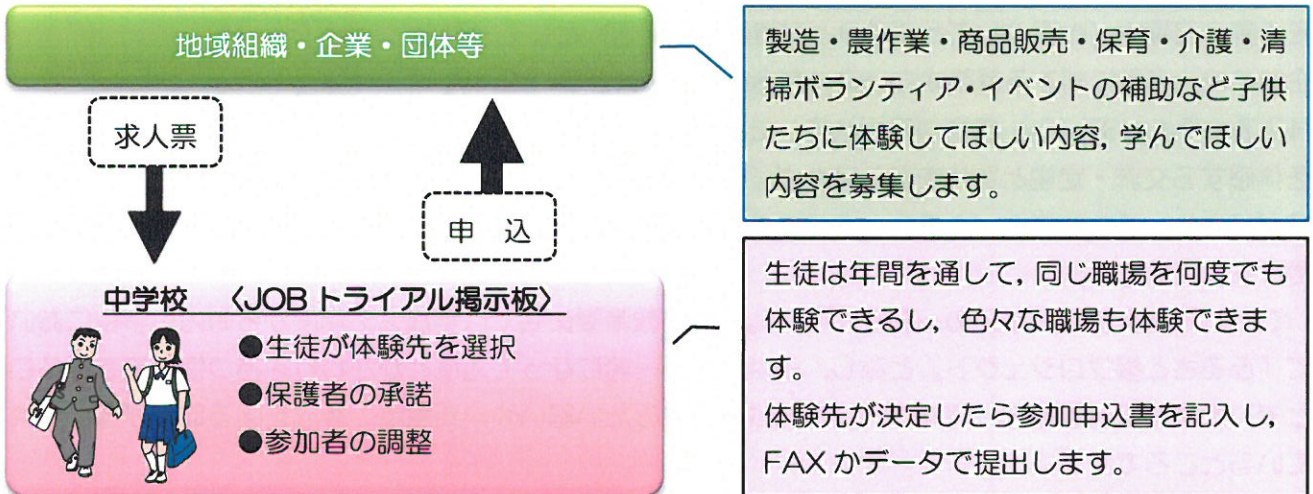 地域組織・企業・団体等
求人票
申　込
製造・農作業・商品販売・保育・介護・清
掃ボランティア・イベントの補助など子供
たちに体験してほしい内容，学んでほしい
内容を募集します。
中学校　〈JOBトライアル掲示板〉
●生徒が体験先を選択
●保護者の承諾
●参加者の調整
生徒は年間を通して，同じ職場を何度でも
体験できるし，色々な職場も体験できま
す。
体験先が決定したら参加申込書を記入し，
FAXかデータで提出します。